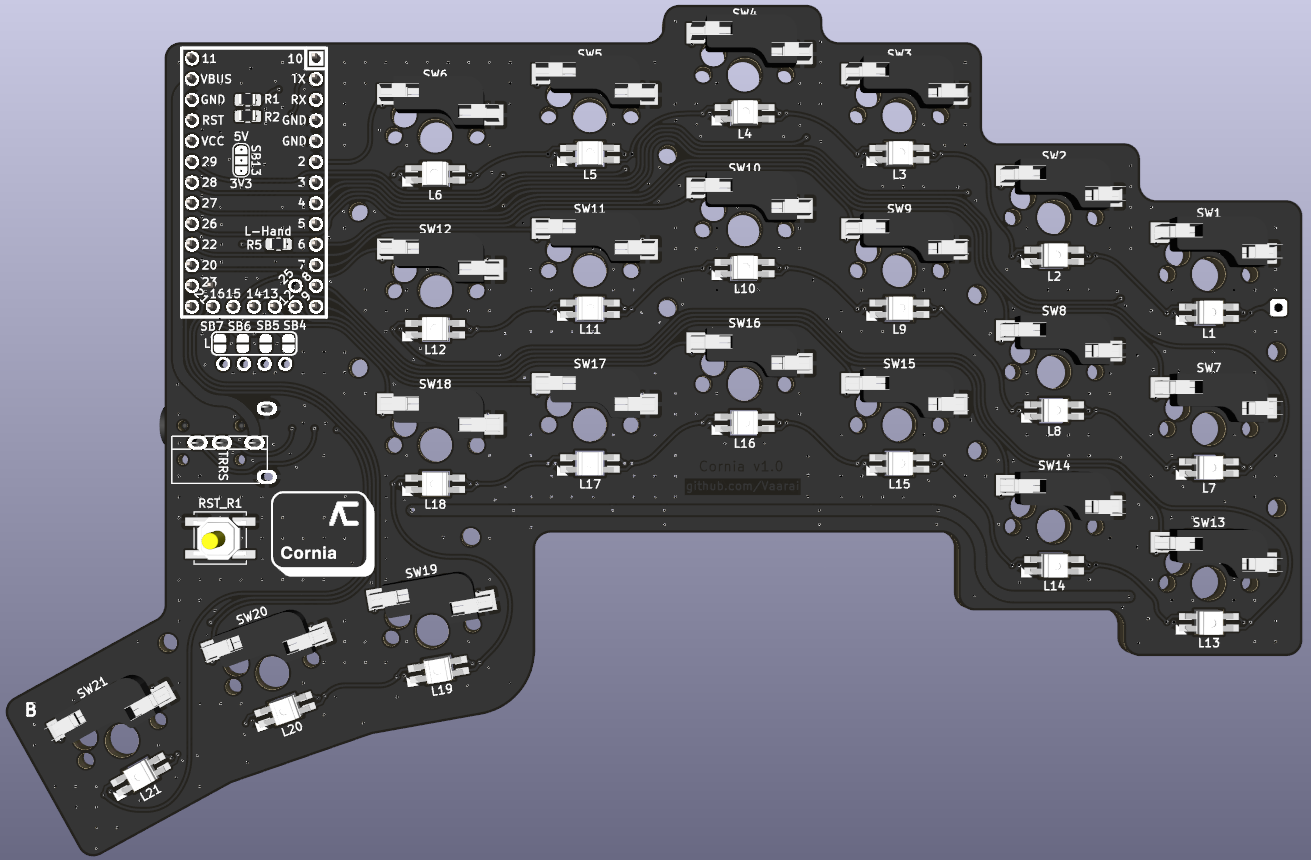 SW4
SW5
SW3
SW6
11
10
VBUS
TX
GND
R1
RX
RST
R2
GND
VCC
5V
GND
29
SB13
2
28
3V3
3
27
4
26
5
L-Hand
22
R5
6
20
7
23
25
8
21
16
15
14
13
12
9
SB7
SB6
SB5
SB4
L
L4
L5
L3
L6
SW2
SW10
SW11
SW9
SW1
SW12
L2
L10
L11
L9
L12
L1
SW8
SW16
SW17
SW15
SW7
SW18
L8
L16
L17
L15
L7
L18
Cornia v1.0
github.com/Vaarai
SW14
SW13
L14
L13
TRRS
RST_R1
Cornia
SW19
SW20
SW21
L19
L20
L21
B